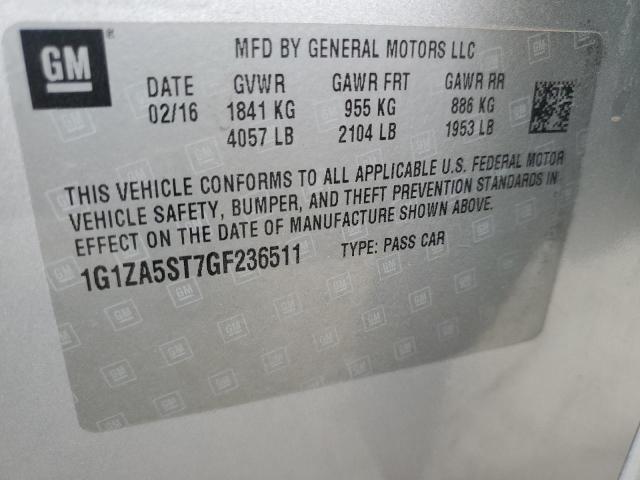 GM®
MFD BY GENERAL MOTORS LLC
DATE GVWR GAWR FRT GAWR RR
02/16 1841 KG 955 KG 886 KG
4057 LB 2104 LB 1953 LB
THIS VEHICLE CONFORMS TO ALL APPLICABLE U.S. FEDERAL MOTOR
VEHICLE SAFETY, BUMPER, AND THEFT PREVENTION STANDARDS IN
EFFECT ON THE DATE OF MANUFACTURE SHOWN ABOVE.
1G1ZA5ST7GF236511 TYPE: PASS CAR